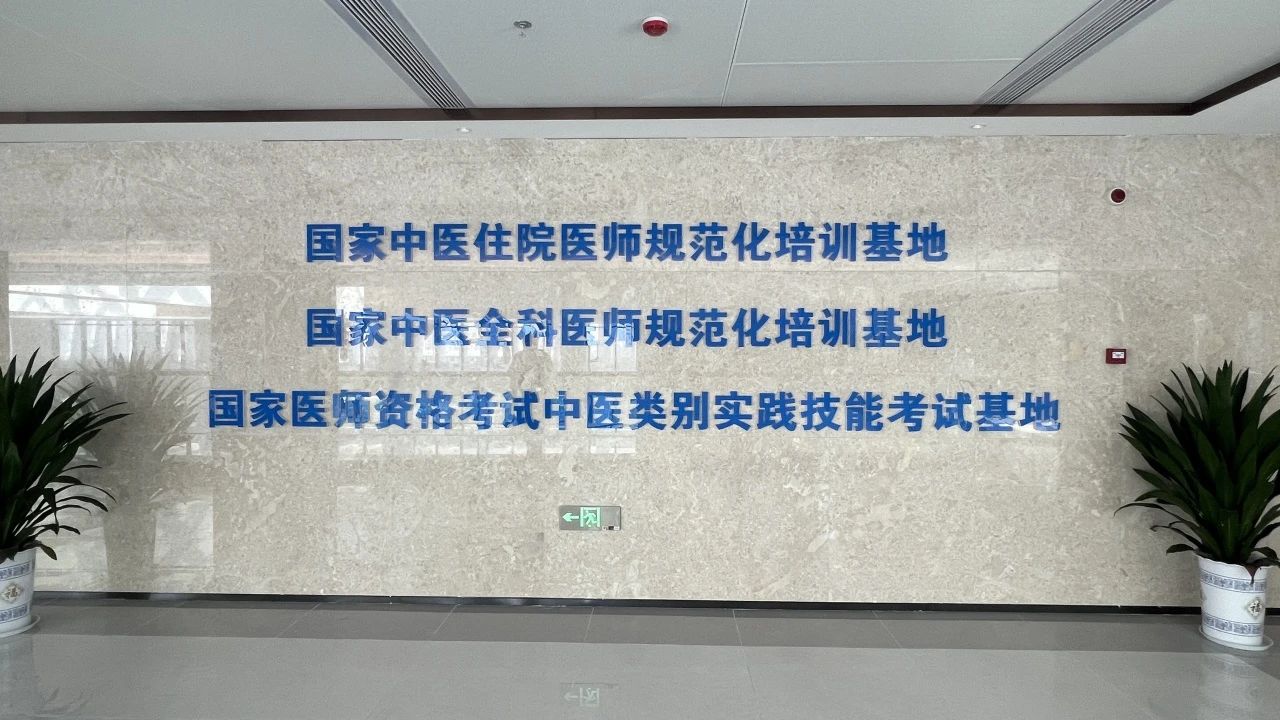 国家中医住院医师规范化培训基地
国家中医全科医师规范化培训基地
国家医师资格考试中医类别实践技能考试基地